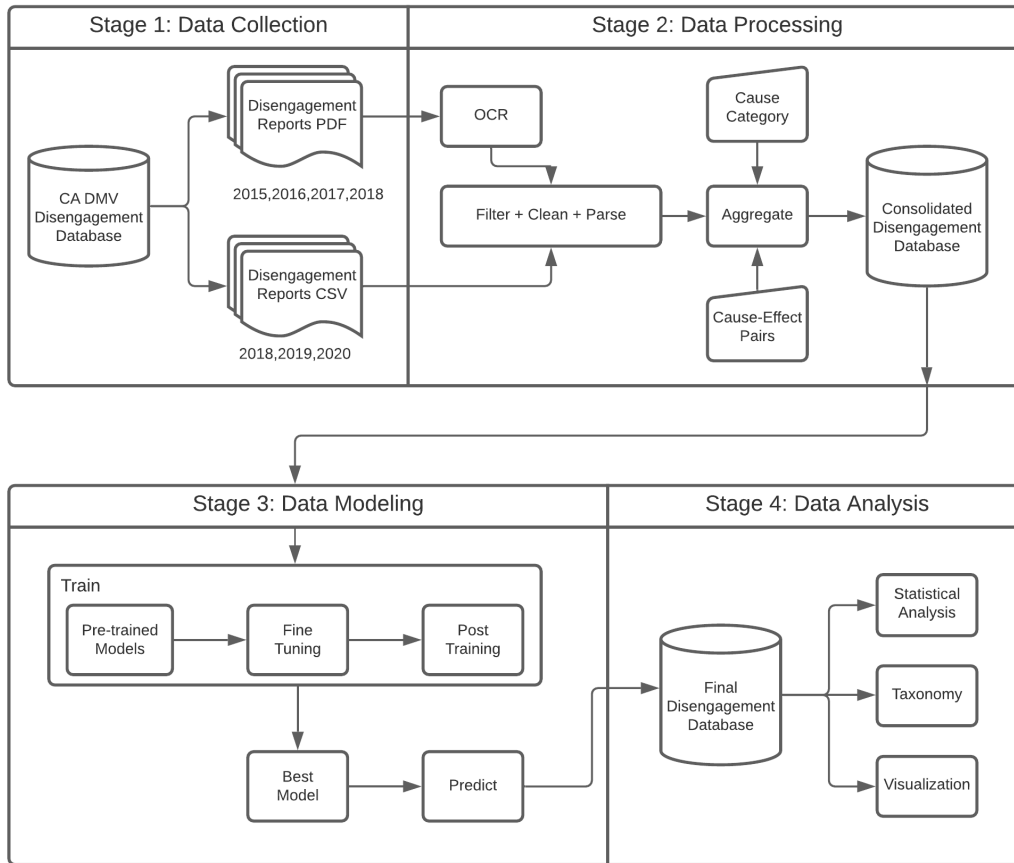 Stage 1: Data Collection
Stage 2: Data Processing
CA DMV
Disengagement
Database
Disengagement
Reports PDF
2015,2016,2017,2018
Disengagement
Reports CSV
2018,2019,2020
OCR
Filter + Clean + Parse
Cause
Category
Aggregate
Cause-Effect
Pairs
Consolidated
Disengagement
Database
Stage 3: Data Modeling
Stage 4: Data Analysis
Train
Pre-trained
Models
Fine
Tuning
Post
Training
Best
Model
Predict
Final
Disengagement
Database
Statistical
Analysis
Taxonomy
Visualization